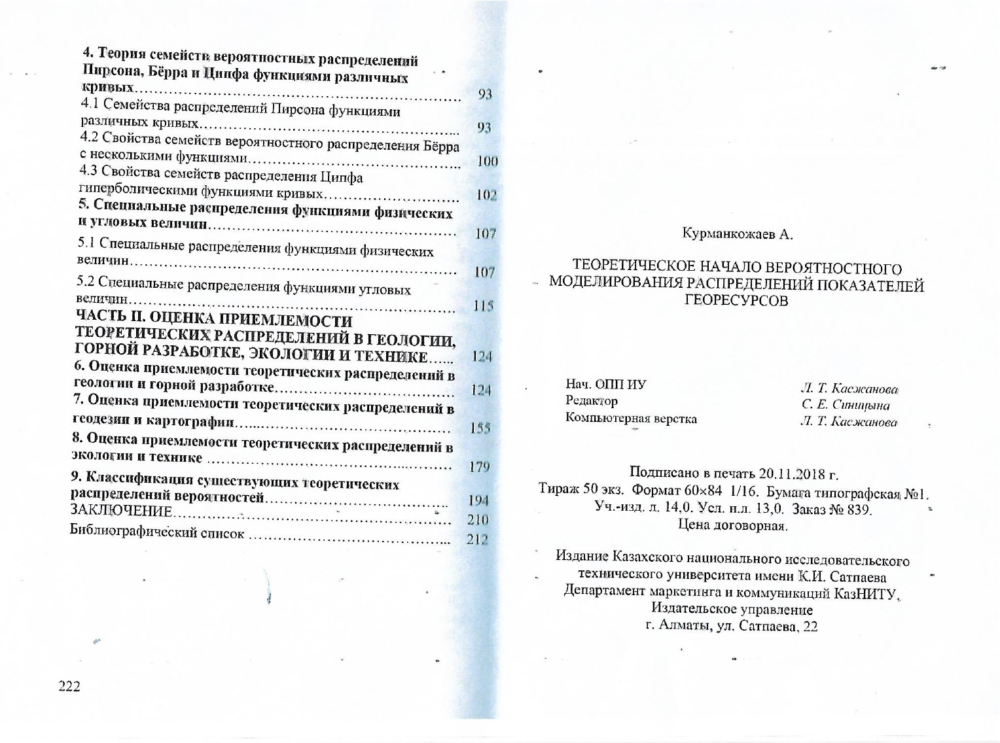 4. Теория семейств вероятностных распределений
Пирсона, Бёрра и Ципфа функциями различных
кривых.......... 93
4.1 Семейства распределений Пирсона функциями
различных кривых.......... 93
4.2 Свойства семейств вероятностного распределения Бёрра
с несколькими функциями.......... 100
4.3 Свойства семейств распределения Ципфа
гиперболическими функциями кривых.......... 102
5. Специальные распределения функциями физических
и угловых величин.......... 107
5.1 Специальные распределения функциями физических
величин.......... 107
5.2 Специальные распределения функциями угловых
величин.......... 115
ЧАСТЬ II. ОЦЕНКА ПРИЕМЛЕМОСТИ
ТЕОРЕТИЧЕСКИХ РАСПРЕДЕЛЕНИЙ В ГЕОЛОГИИ,
ГОРНОЙ РАЗРАБОТКЕ, ЭКОЛОГИИ И ТЕХНИКЕ...... 124
6. Оценка приемлемости теоретических распределений в
геологии и горной разработке.......... 124
7. Оценка приемлемости теоретических распределений в
геодезии и картографии.......... 155
8. Оценка приемлемости теоретических распределений в
экологии и технике .......... 179
9. Классификация существующих теоретических
распределений вероятностей.......... 194
ЗАКЛЮЧЕНИЕ.......... 210
Библиографический список .......... 212
222
Курманкожаев А.
ТЕОРЕТИЧЕСКОЕ НАЧАЛО ВЕРОЯТНОСТНОГО
МОДЕЛИРОВАНИЯ РАСПРЕДЕЛЕНИЙ ПОКАЗАТЕЛЕЙ
ГЕОРЕСУРСОВ
Нач. ОПП ИУ Л. Т. Касжанова
Редактор С. Е. Синицына
Компьютерная верстка Л. Т. Касжанова
Подписано в печать 20.11.2018 г.
Тираж 50 экз. Формат 60х84 1/16. Бумага типографская №1.
Уч.-изд. л. 14,0. Усл. п.л. 13,0. Заказ № 839.
Цена договорная.
Издание Казахского национального исследовательского
технического университета имени К.И. Сатпаева
Департамент маркетинга и коммуникаций КазНИТУ,
Издательское управление
г. Алматы, ул. Сатпаева, 22